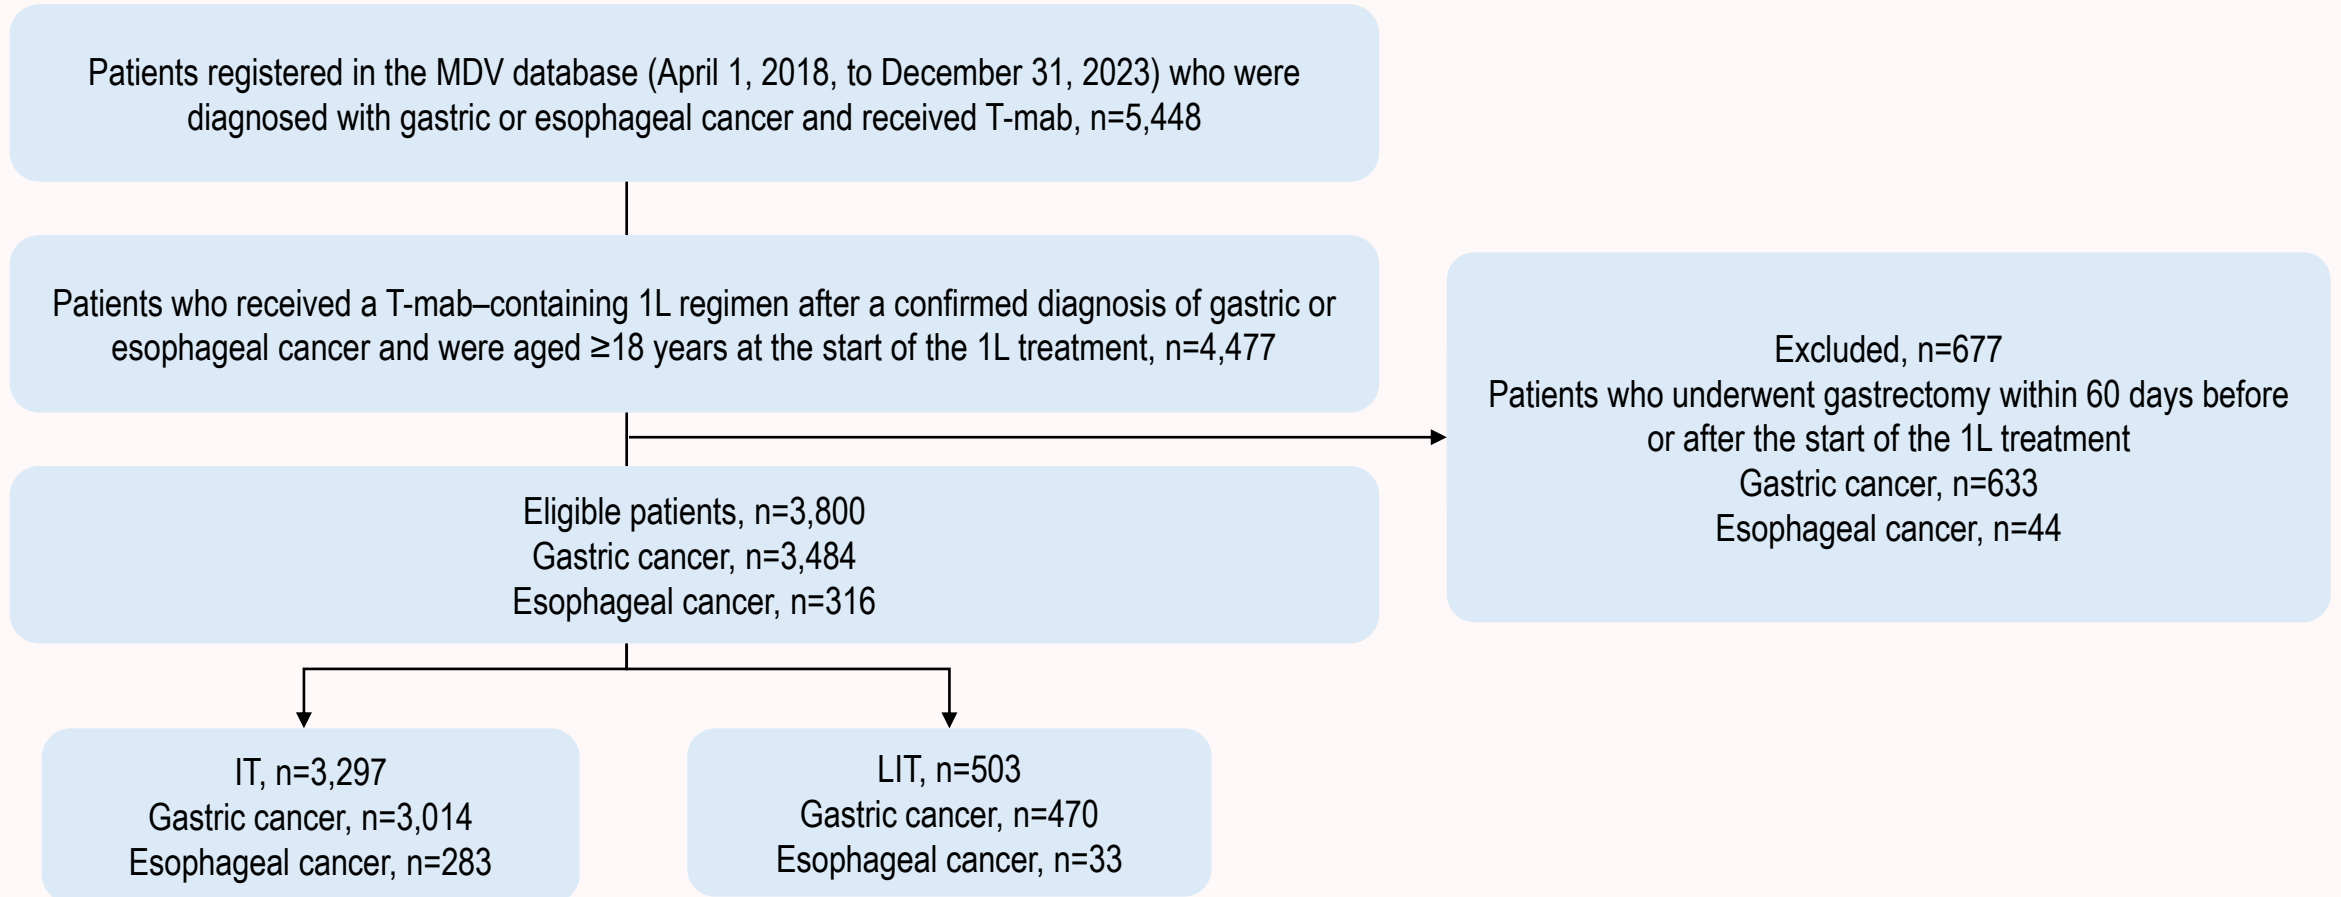 Patients registered in the MDV database (April 1, 2018, to December 31, 2023) who were
diagnosed with gastric or esophageal cancer and received T-mab, n=5,448
Patients who received a T-mab–containing 1L regimen after a confirmed diagnosis of gastric or
esophageal cancer and were aged ≥18 years at the start of the 1L treatment, n=4,477
Excluded, n=677
Patients who underwent gastrectomy within 60 days before
or after the start of the 1L treatment
Gastric cancer, n=633
Esophageal cancer, n=44
Eligible patients, n=3,800
Gastric cancer, n=3,484
Esophageal cancer, n=316
IT, n=3,297
Gastric cancer, n=3,014
Esophageal cancer, n=283
LIT, n=503
Gastric cancer, n=470
Esophageal cancer, n=33